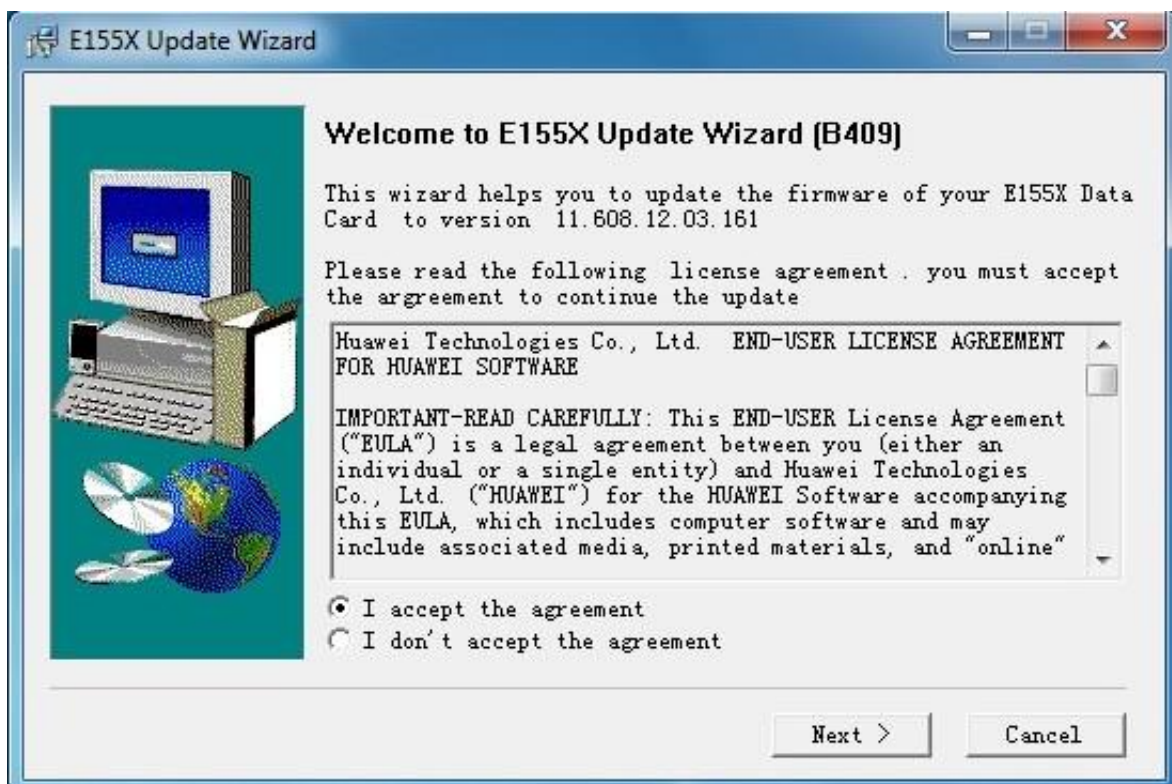 E155X Update Wizard
Welcome to E155X Update Wizard (B409)
This wizard helps you to update the firmware of your E155X Data
Card  to version  11.608.12.03.161
Please read the following  license agreement . you must accept
the argreement to continue the update
Huawei Technologies Co., Ltd.  END-USER LICENSE AGREEMENT
FOR HUAWEI SOFTWARE
IMPORTANT-READ CAREFULLY: This END-USER License Agreement
("EULA") is a legal agreement between you (either an
individual or a single entity) and Huawei Technologies
Co., Ltd. ("HUAWEI") for the HUAWEI Software accompanying
this EULA, which includes computer software and may
include associated media, printed materials, and "online"
I accept the agreement
I don't accept the agreement
Next >
Cancel